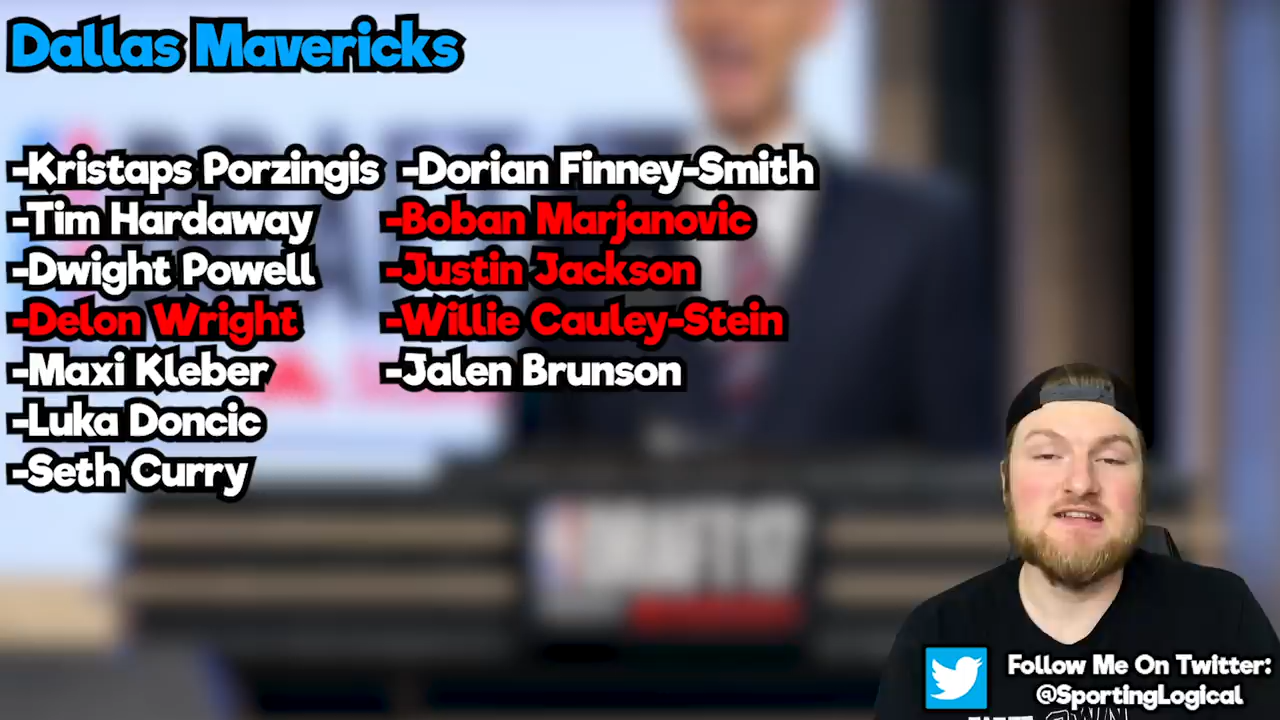 Dallas Mavericks
-Kristaps Porzingis
-Tim Hardaway
-Dwight Powell
-Delon Wright
-Maxi Kleber
-Luka Doncic
-Seth Curry
-Dorian Finney-Smith
-Boban Marjanovic
-Justin Jackson
-Willie Cauley-Stein
-Jalen Brunson
Follow Me On Twitter:
@SportingLogical